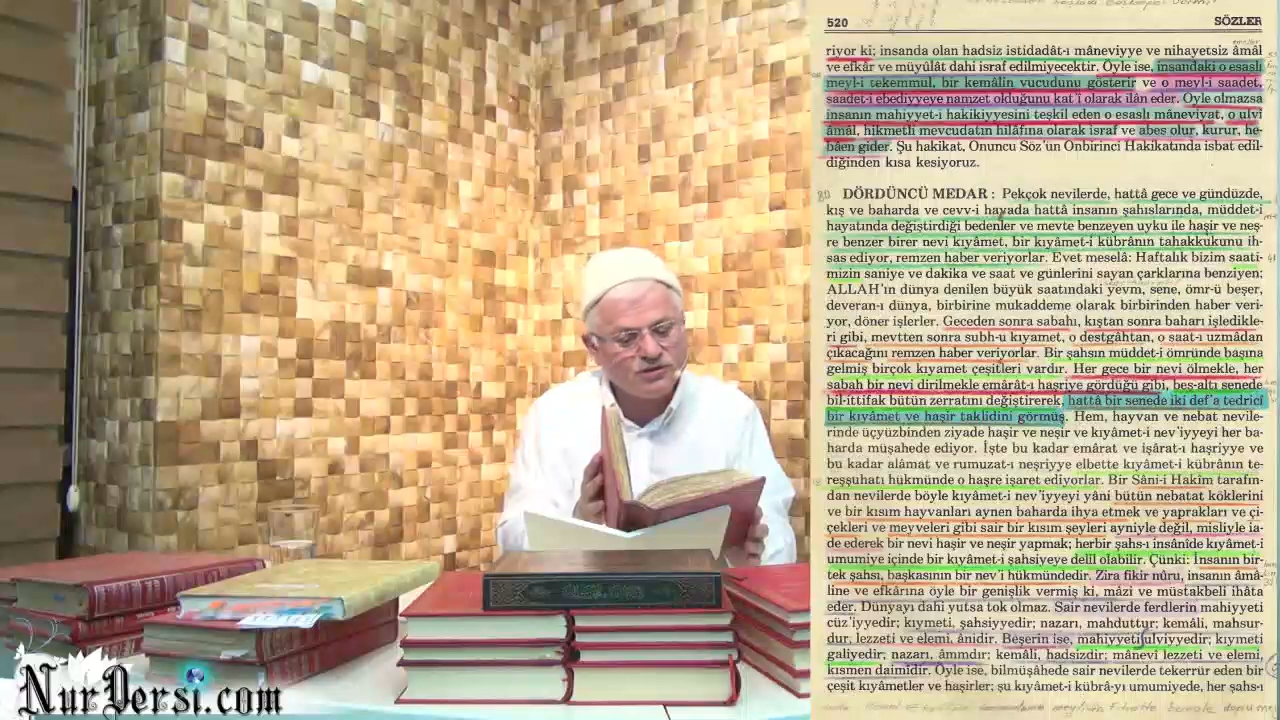 520 SÖZLER
riyor ki; insanda olan hadsiz istidadât-ı mâneviyye ve nihayetsiz âmâl
ve efkâr ve müyûlât dahi israf edilmiyecektir. Öyle ise, insandaki o esaslı
meyl-i tekemmül, bir kemâlin vücudunu gösterir ve o meyl-i saadet,
saadet-i ebediyyeye namzet olduğunu kat'î olarak ilân eder. Öyle olmazsa
insanın mahiyyet-i hakikiyyesini teşkil eden o esaslı mâneviyat, o ulvî
âmâl, hikmetli mevcudatın hilâfına olarak israf ve abes olur, kurur, he-
bâen gider. Şu hakikat, Onuncu Söz'ün Onbirinci Hakikatında isbat edil-
diğinden kısa kesiyoruz.
DÖRDÜNCÜ MEDAR : Pekçok nevilerde, hattâ gece ve gündüzde,
kış ve baharda ve cevv-i havada hattâ insanın şahıslarında, müddet-i
hayatında değiştirdiği bedenler ve mevte benzeyen uyku ile haşir ve neş-
re benzer birer nevi kıyâmet, bir kıyâmet-i kübrânın tahakkukunu ih-
sas ediyor, remzen haber veriyorlar. Evet meselâ: Haftalık bizim saati-
mizin saniye ve dakika ve saat ve günlerini sayan çarklarına benziyen;
ALLAH'ın dünya denilen büyük saatındaki yevm, sene, ömr-ü beşer,
deveran-ı dünya, birbirine mukaddeme olarak birbirinden haber veri-
yor, döner işlerler. Geceden sonra sabahı, kıştan sonra baharı işledikle-
ri gibi, mevtten sonra subh-u kıyamet, o destgâhtan, o saat-ı uzmâdan
çıkacağını remzen haber veriyorlar. Bir şahsın müddet-i ömründe başına
gelmiş birçok kıyamet çeşitleri vardır. Her gece bir nevi ölmekle, her
sabah bir nevi dirilmekle emârât-ı haşriye gördüğü gibi, beş-altı senede
bil-ittifak bütün zerratını değiştirerek, hattâ bir senede iki def'a tedricî
bir kıyâmet ve haşir taklidini görmüş. Hem, hayvan ve nebat nevile-
rinde üçyüzbinden ziyade haşir ve neşir ve kıyâmet-i nev'iyyeyi her ba-
harda müşahede ediyor. İşte bu kadar emârat ve işârat-ı haşriyye ve
bu kadar alâmat ve rumuzat-ı neşriyye elbette kıyâmet-i kübrânın te-
reşşuhatı hükmünde o haşre işaret ediyorlar. Bir Sâni-i Hakîm tarafın-
dan nevilerde böyle kıyâmet-i nev'iyyeyi yâni bütün nebatat köklerini
ve bir kısım hayvanları aynen baharda ihya etmek ve yaprakları ve çi-
çekleri ve meyveleri gibi sair bir kısım şeyleri ayniyle değil, misliyle ia-
de ederek bir nevi haşir ve neşir yapmak; herbir şahs-ı insânîde kıyâmet-i
umumiye içinde bir kıyâmet-i şahsiyeye delil olabilir. Çünki: İnsanın bir-
tek şahsı, başkasının bir nev'i hükmündedir. Zira fikir nûru, insanın âmâ-
line ve efkârına öyle bir genişlik vermiş ki, mâzi ve müstakbeli ihâta
eder. Dünyayı dahi yutsa tok olmaz. Sair nevilerde ferdlerin mahiyyeti
cüz'iyyedir; kıymeti, şahsiyyedir; nazarı, mahduttur; kemâli, mahsur-
dur, lezzeti ve elemi, ânidir. Beşerin ise, mahiyyeti ulviyyedir; kıymeti
galiyedir, nazarı, âmmdır; kemâli, hadsizdir; mânevî lezzeti ve elemi,
kısmen daimîdir. Öyle ise, bilmüşahede sair nevilerde tekerrür eden bir
çeşit kıyâmetler ve haşirler; şu kıyâmet-i kübrâ-yı umumiyede, her şahs-ı
NurDersi.com